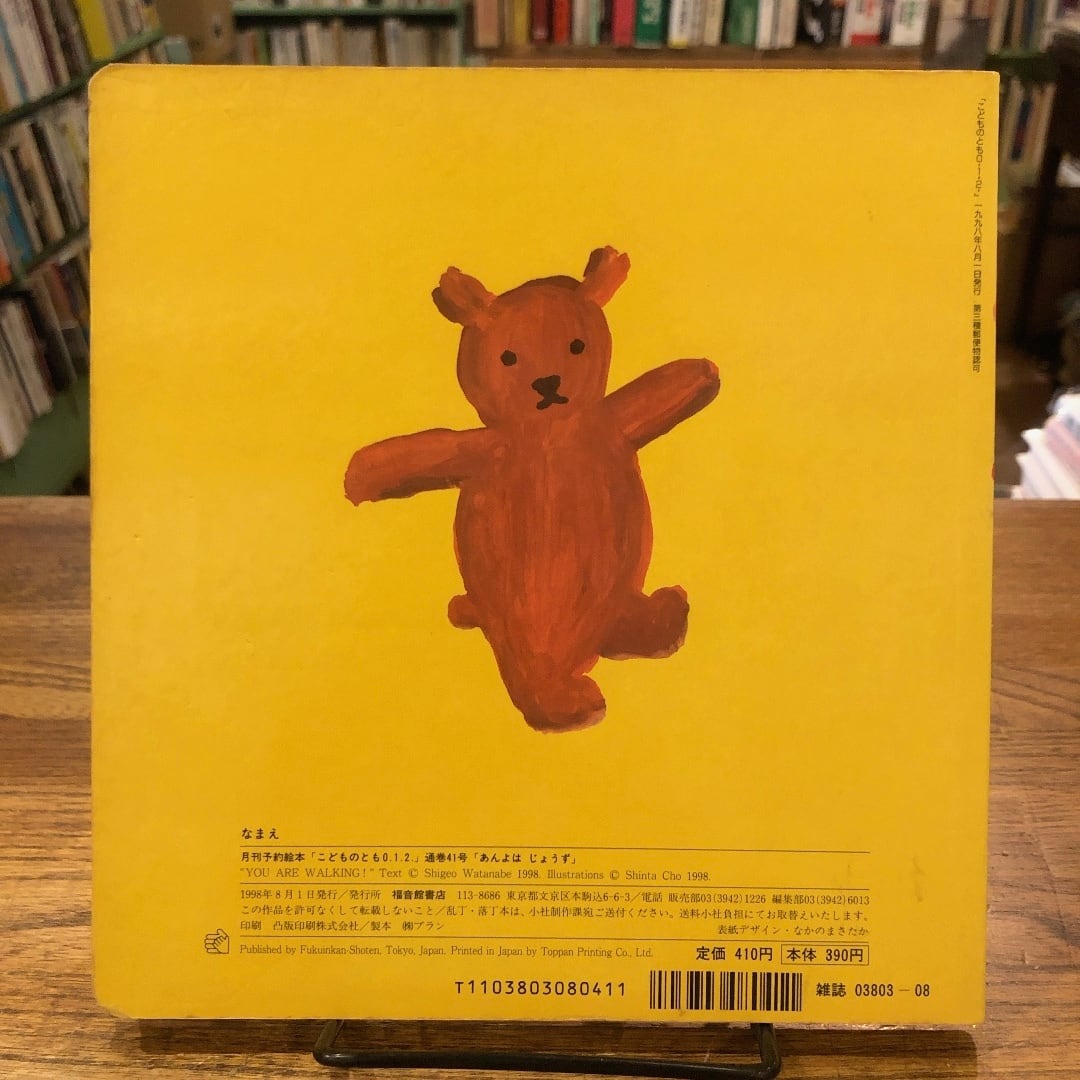 「こどものとも0・1・2・」 一九九八年八月一日発行 第三種郵便物認可
なまえ
月刊予約絵本「こどものとも0.1.2.」通巻41号「あんよは じょうず」
"YOU ARE WALKING!" Text © Shigeo Watanabe 1998. Illustrations © Shinta Cho 1998.
1998年8月1日発行/発行所 福音館書店 113-8686 東京都文京区本駒込6-6-3/電話 販売部03(3942)1226 編集部03(3942)6013
この作品を許可なくして転載しないこと/乱丁・落丁本は、小社制作課宛ご送付ください。送料小社負担にてお取替えいたします。
印刷 凸版印刷株式会社/製本 ㈱プラン 表紙デザイン・なかのまさたか
Published by Fukuinkan-Shoten, Tokyo, Japan. Printed in Japan by Toppan Printing Co., Ltd. 定価 410円 本体 390円
T1103803080411 雑誌 03803-08